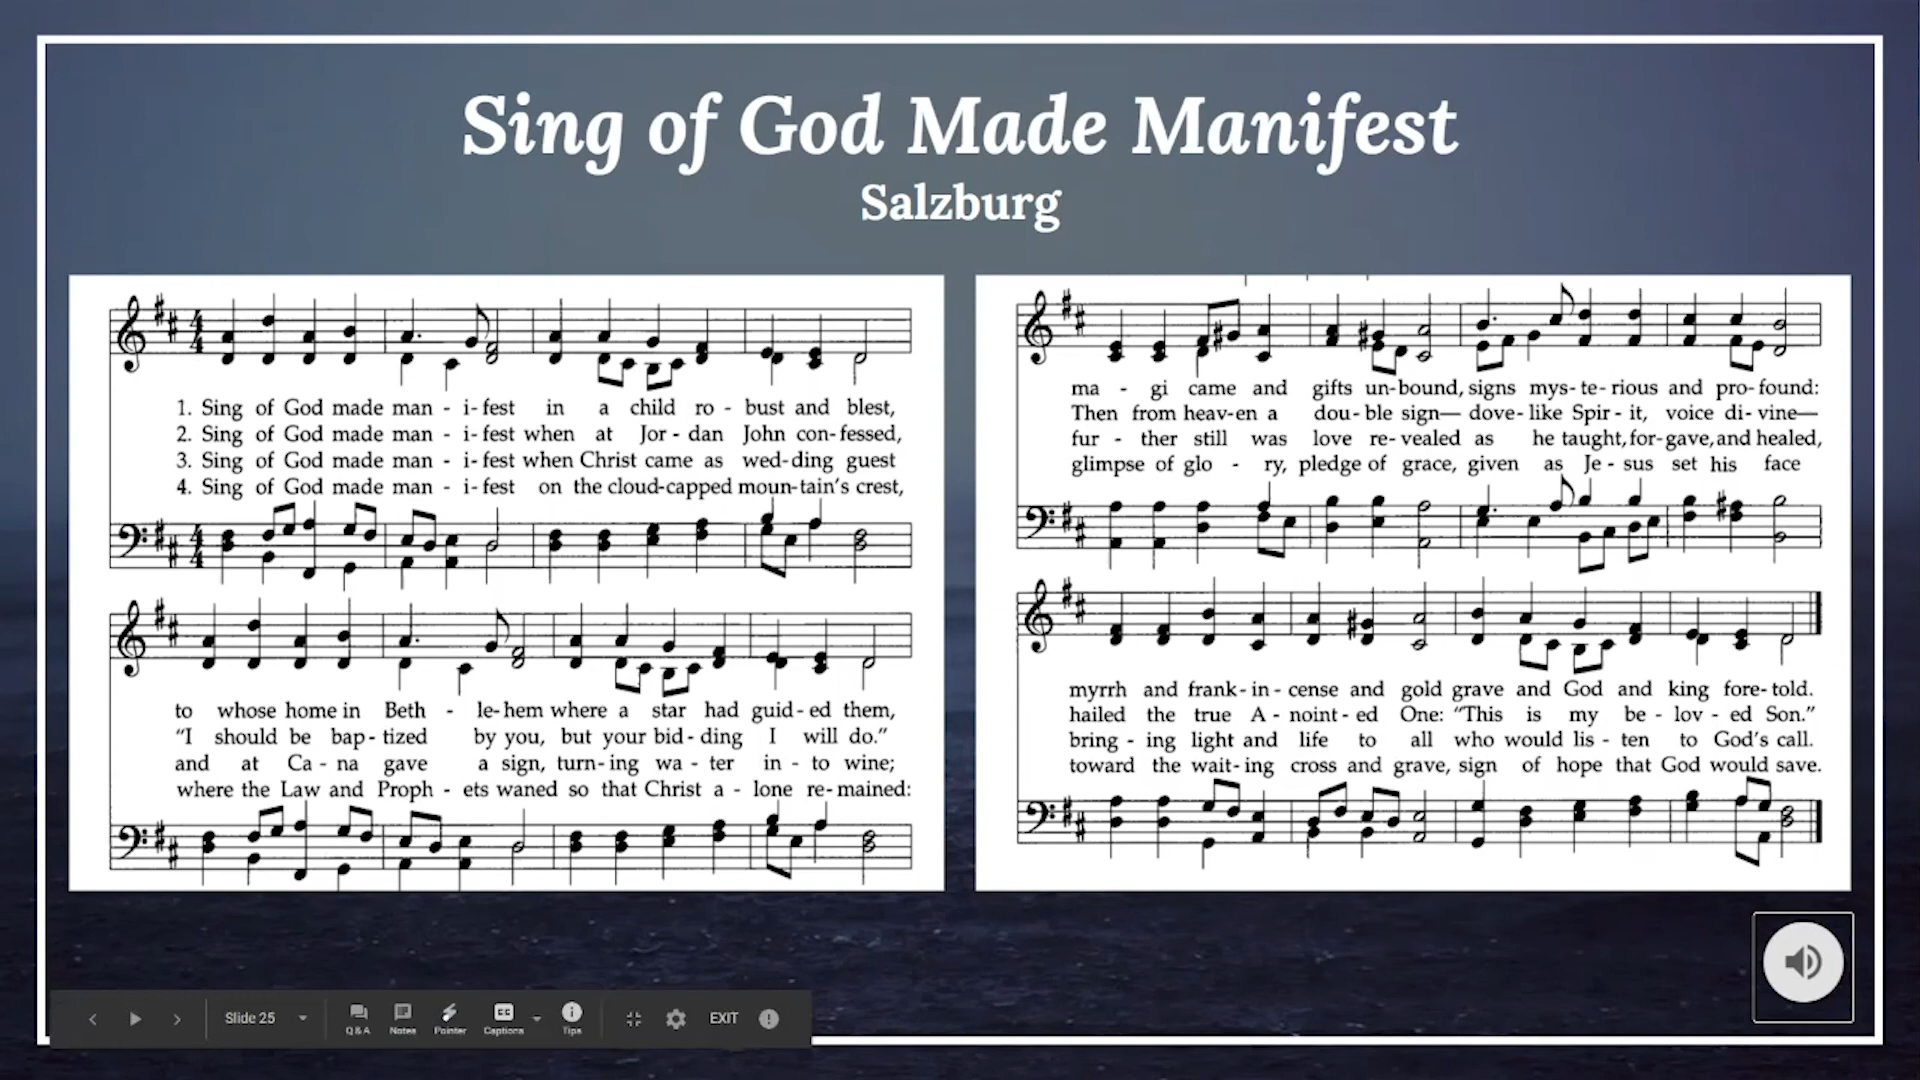 Sing of God Made Manifest
Salzburg
4
4
1. Sing of God made man - i - fest in a child ro - bust and blest,
2. Sing of God made man - i - fest when at Jor - dan John con - fessed,
3. Sing of God made man - i - fest when Christ came as wed - ding guest
4. Sing of God made man - i - fest on the cloud-capped moun - tain's crest,
4
4
to whose home in Beth - le - hem where a star had guid - ed them,
"I should be bap - tized by you, but your bid - ding I will do."
and at Ca - na gave a sign, turn - ing wa - ter in - to wine;
where the Law and Proph - ets waned so that Christ a - lone re - mained:
ma - gi came and gifts un - bound, signs mys - te - rious and pro - found:
Then from heav - en a dou - ble sign— dove - like Spir - it, voice di - vine—
fur - ther still was love re - vealed as he taught, for - gave, and healed,
glimpse of glo - ry, pledge of grace, given as Je - sus set his face
myrrh and frank - in - cense and gold grave and God and king fore - told.
hailed the true A - noint - ed One: "This is my be - lov - ed Son."
bring - ing light and life to all who would lis - ten to God's call.
toward the wait - ing cross and grave, sign of hope that God would save.
Slide 25
Q & A
Notes
Pointer
CC
Captions
Tips
EXIT